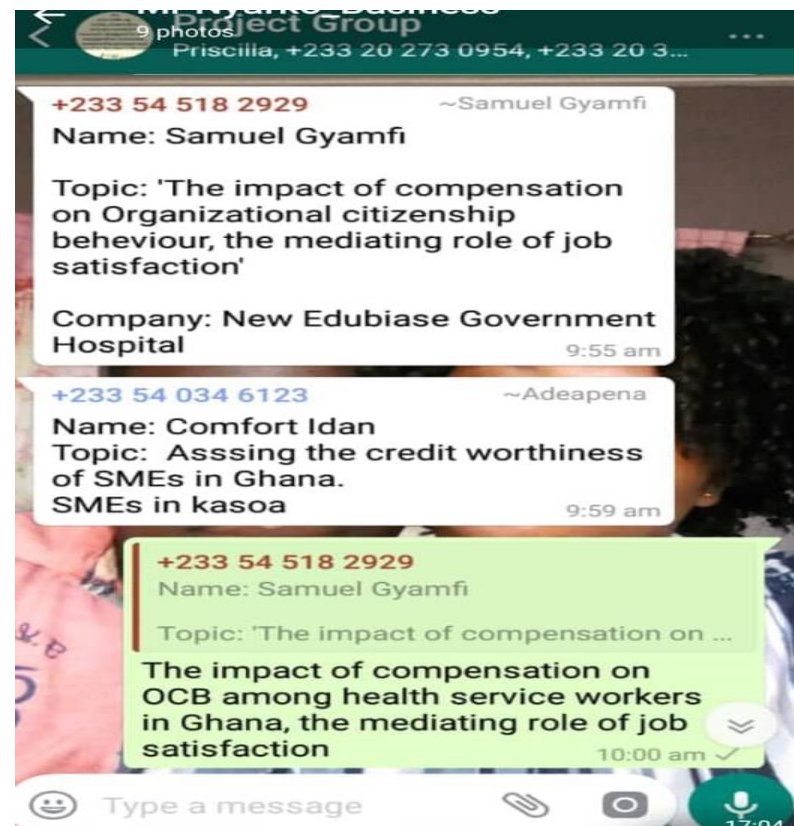 Mr Nyarko_Business
Project Group
9 photos
Priscilla, +233 20 273 0954, +233 20 3...
+233 54 518 2929 ~Samuel Gyamfi
Name: Samuel Gyamfi
Topic: 'The impact of compensation
on Organizational citizenship
beheviour, the mediating role of job
satisfaction'
Company: New Edubiase Government
Hospital
9:55 am
+233 54 034 6123 ~Adeapena
Name: Comfort Idan
Topic: Asssing the credit worthiness
of SMEs in Ghana.
SMEs in kasoa
9:59 am
+233 54 518 2929
Name: Samuel Gyamfi
Topic: 'The impact of compensation on ...
The impact of compensation on
OCB among health service workers
in Ghana, the mediating role of job
satisfaction
10:00 am
Type a message